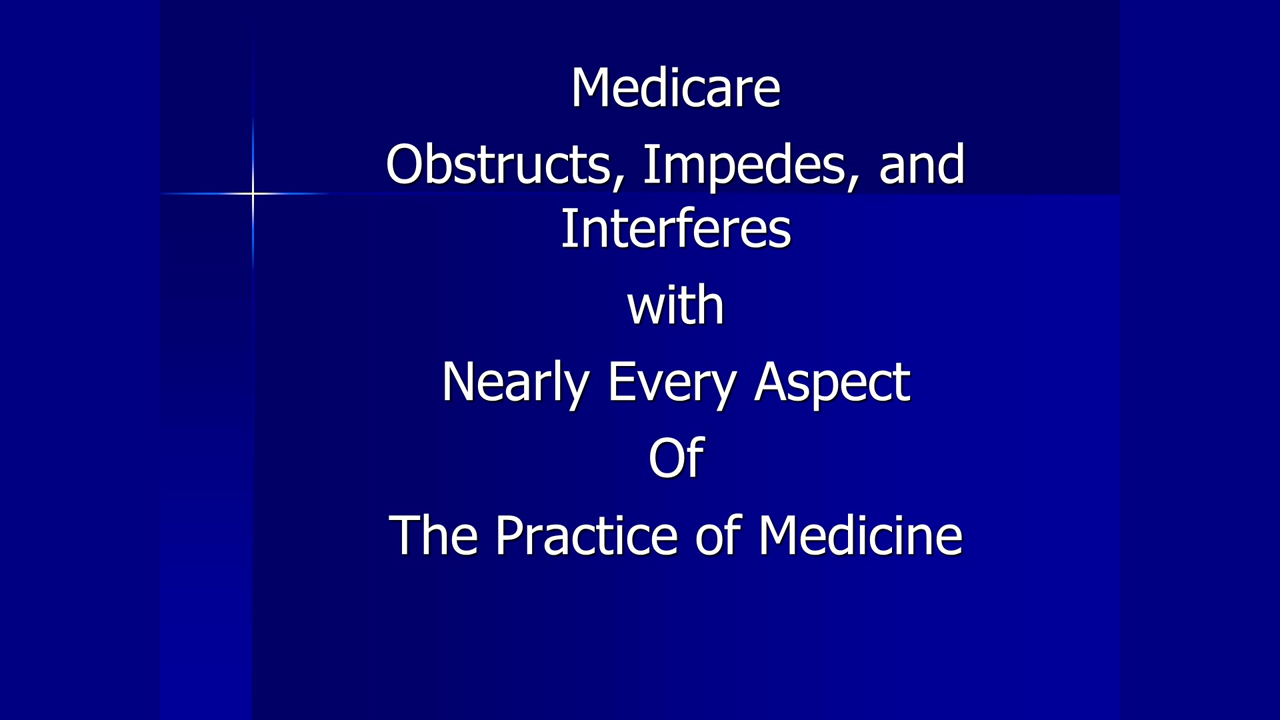 Medicare
Obstructs, Impedes, and
Interferes
with
Nearly Every Aspect
Of
The Practice of Medicine